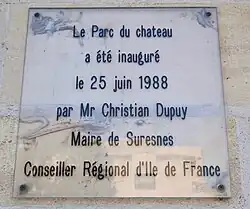 Le Parc du chateau
a été inauguré
le 25 juin 1988
par Mr Christian Dupuy
Maire de Suresnes
Conseiller Régional d'Ile de France